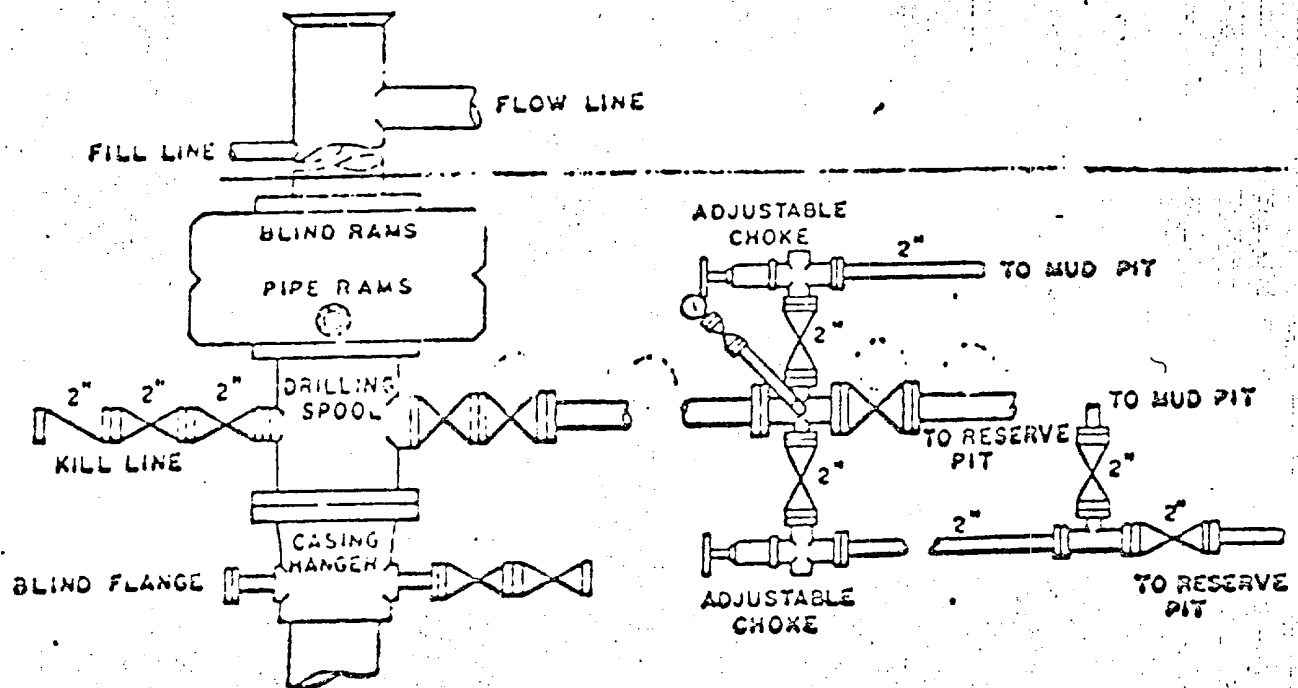 FLOW LINE
FILL LINE
BLIND RAMS
PIPE RAMS
ADJUSTABLE
CHOKE
2"
TO MUD PIT
2"
2" 2" 2"
DRILLING
SPOOL
KILL LINE
TO RESERVE
PIT
TO MUD PIT
2"
2"
CASING
HANGER
BLIND FLANGE
2"
2"
ADJUSTABLE
CHOKE
TO RESERVE
PIT